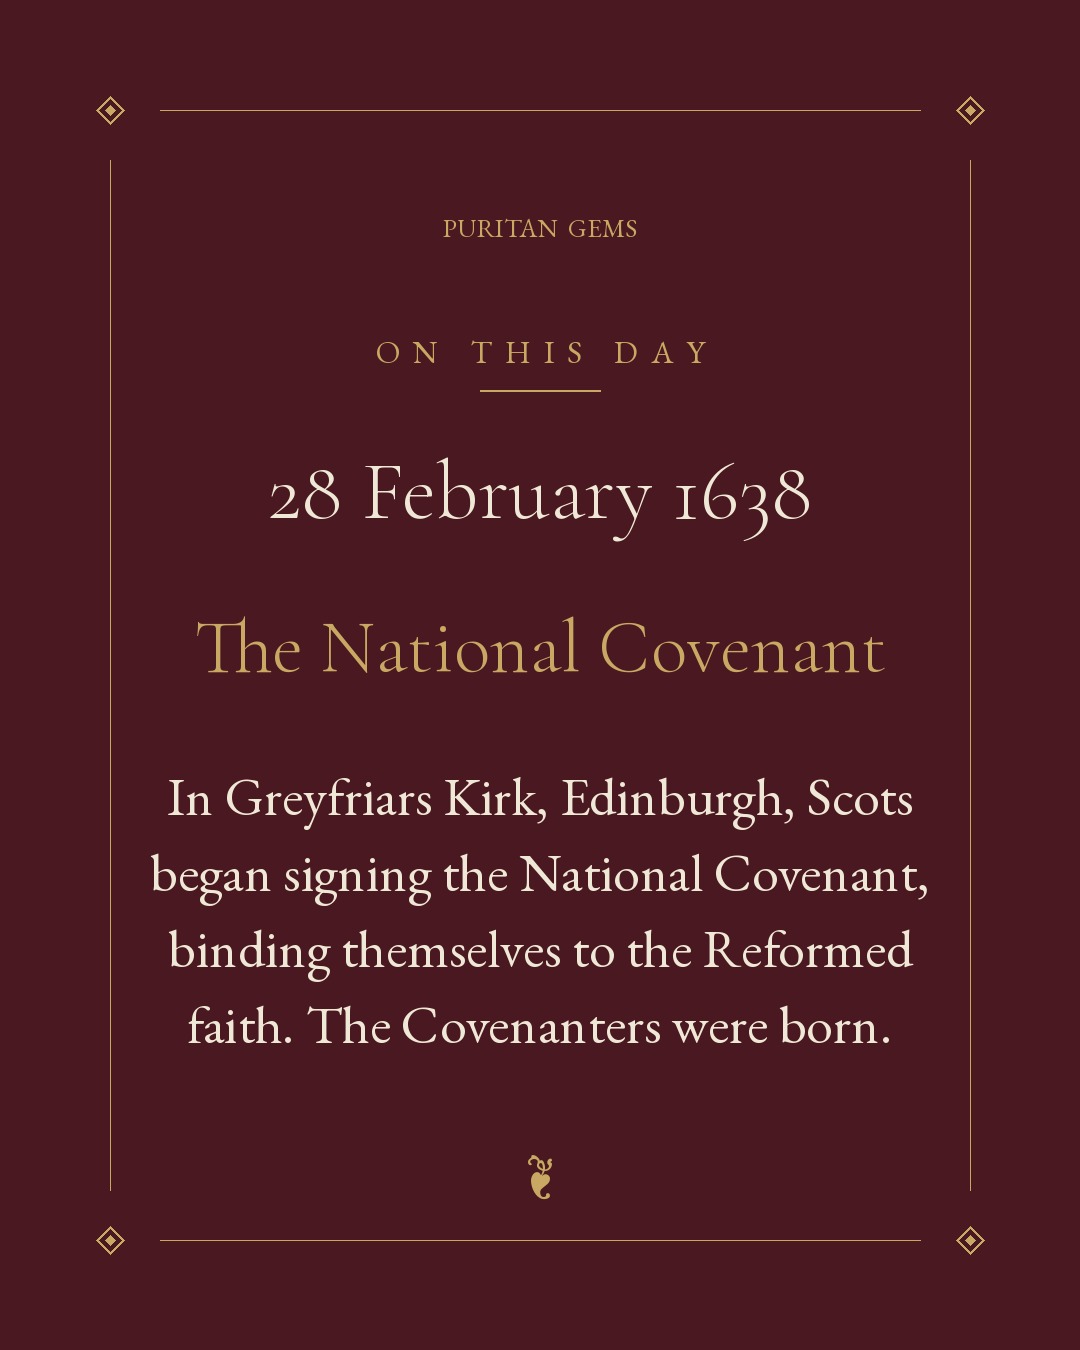 PURITAN GEMS
ON THIS DAY
28 February 1638
The National Covenant
In Greyfriars Kirk, Edinburgh, Scots
began signing the National Covenant,
binding themselves to the Reformed
faith. The Covenanters were born.